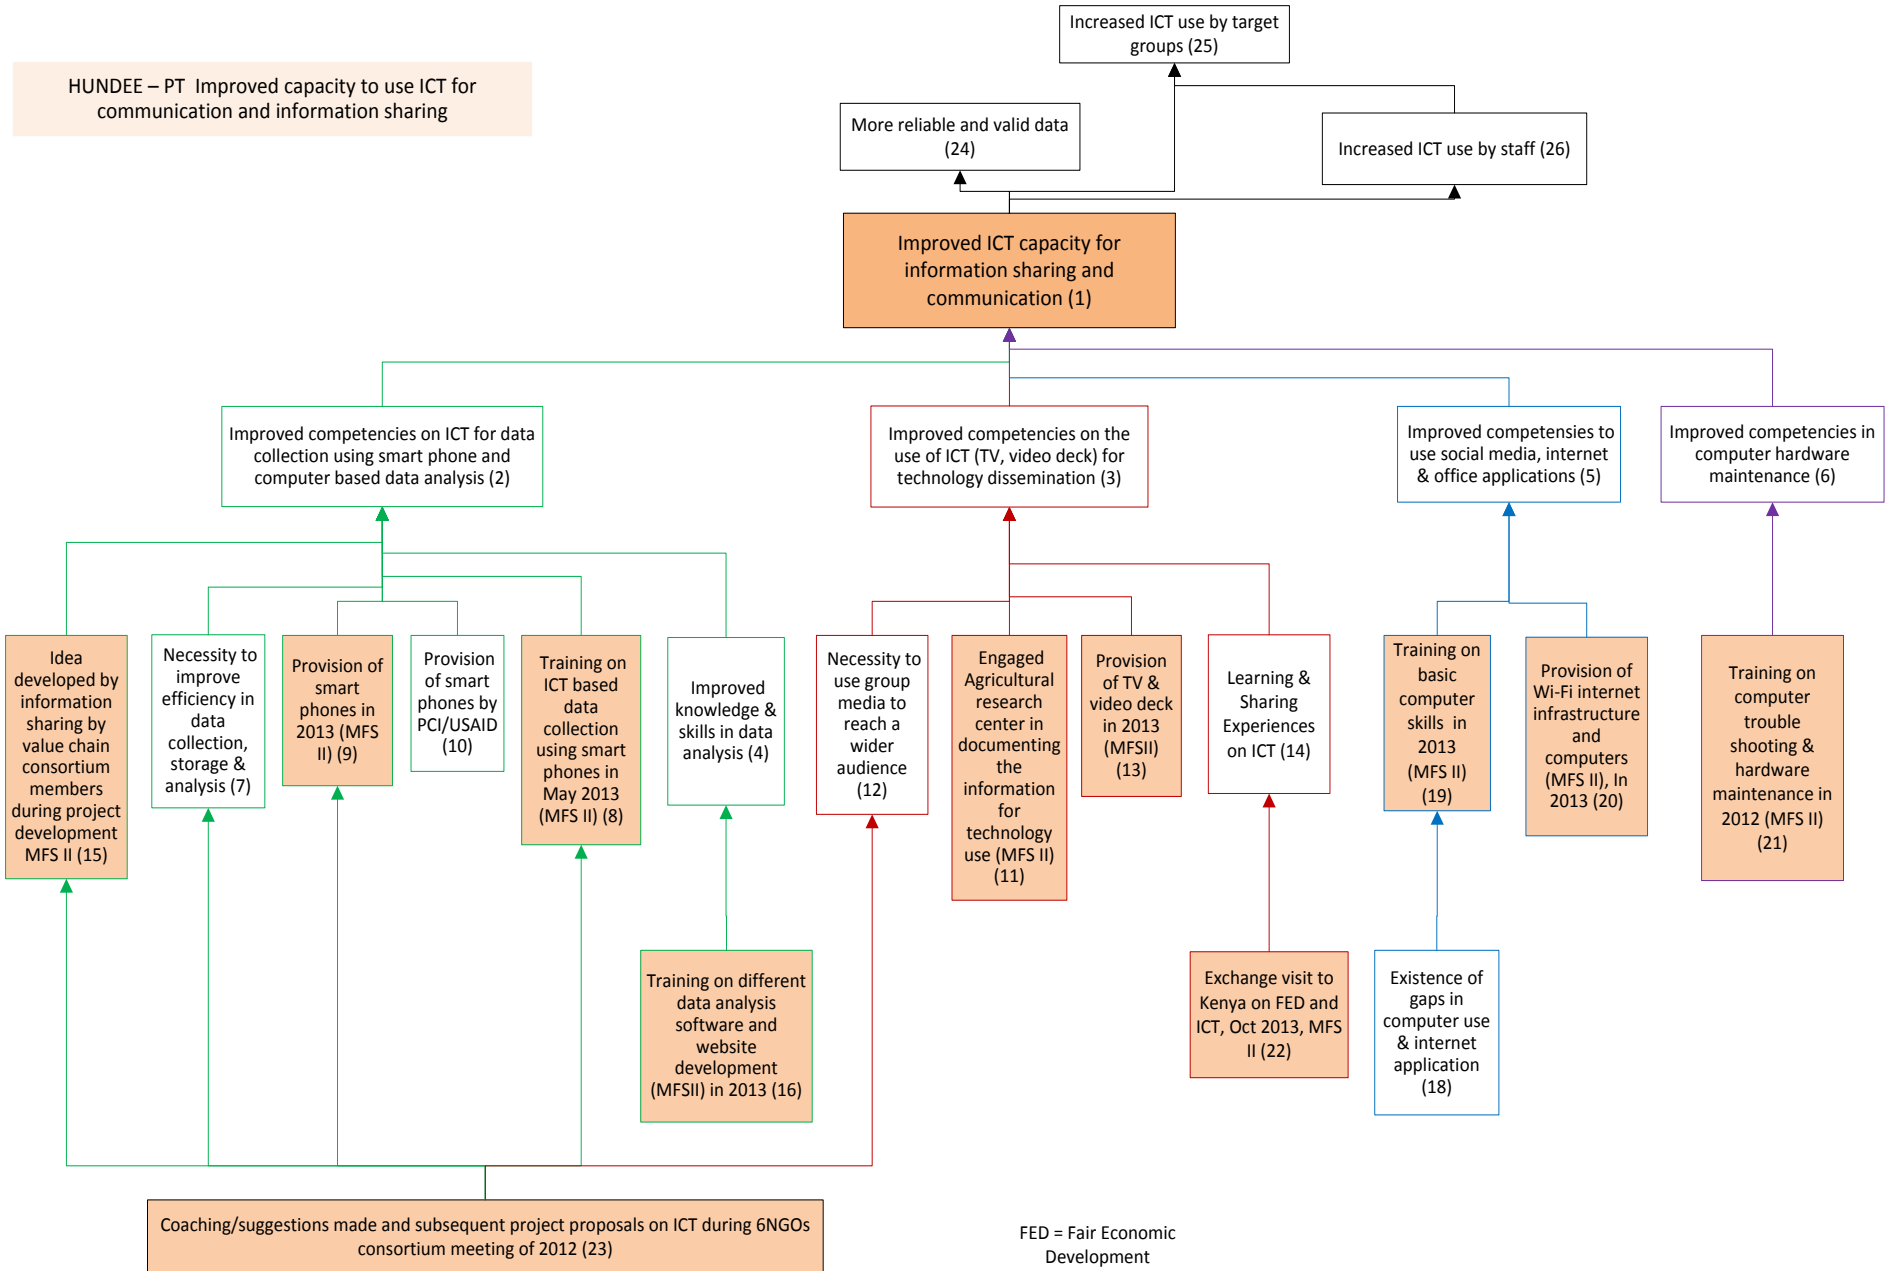 Increased ICT use by target
groups (25)
HUNDEE – PT  Improved capacity to use ICT for
communication and information sharing
More reliable and valid data
(24)
Increased ICT use by staff (26)
Improved ICT capacity for
information sharing and
communication (1)
Improved competencies on ICT for data
collection using smart phone and
computer based data analysis (2)
Improved competencies on the
use of ICT (TV, video deck) for
technology dissemination (3)
Improved competensies to
use social media, internet
& office applications (5)
Improved competencies in
computer hardware
maintenance (6)
Idea
developed by
information
sharing by
value chain
consortium
members
during project
development
MFS II (15)
Necessity to
improve
efficiency in
data
collection,
storage &
analysis (7)
Provision of
smart
phones in
2013 (MFS
II) (9)
Provision
of smart
phones by
PCI/USAID
(10)
Training on
ICT based
data
collection
using smart
phones in
May 2013
(MFS II) (8)
Improved
knowledge &
skills in data
analysis (4)
Necessity to
use group
media to
reach a
wider
audience
(12)
Engaged
Agricultural
research
center in
documenting
the
information
for
technology
use (MFS II)
(11)
Provision
of TV &
video deck
in 2013
(MFSII)
(13)
Learning &
Sharing
Experiences
on ICT (14)
Training on
basic
computer
skills  in
2013
(MFS II)
(19)
Provision of
Wi-Fi internet
infrastructure
and
computers
(MFS II), In
2013 (20)
Training on
computer
trouble
shooting &
hardware
maintenance in
2012 (MFS II)
(21)
Training on different
data analysis
software and
website
development
(MFSII) in 2013 (16)
Exchange visit to
Kenya on FED and
ICT, Oct 2013, MFS
II (22)
Existence of
gaps in
computer use
& internet
application
(18)
Coaching/suggestions made and subsequent project proposals on ICT during 6NGOs
consortium meeting of 2012 (23)
FED = Fair Economic
Development